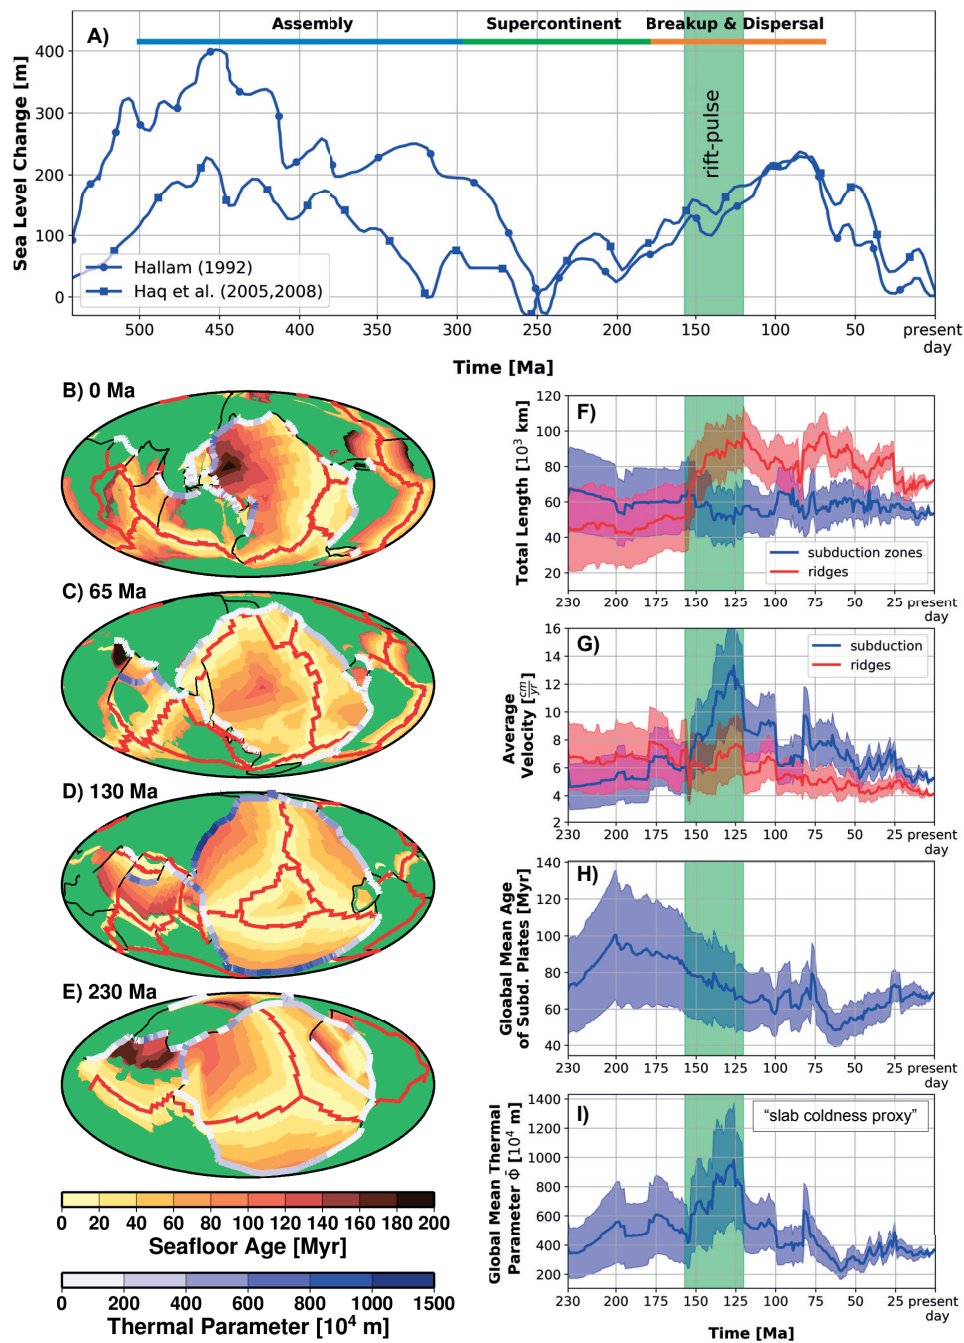 A)
Assembly
Supercontinent
Breakup & Dispersal
Sea Level Change [m]
400
300
200
100
0
rift-pulse
Hallam (1992)
Haq et al. (2005,2008)
500
450
400
350
300
250
200
150
100
50
present
day
Time [Ma]
B) 0 Ma
C) 65 Ma
D) 130 Ma
E) 230 Ma
0
20
40
60
80
100
120
140
160
180
200
Seafloor Age [Myr]
0
200
400
600
800
1000
1500
Thermal Parameter [10⁴ m]
F)
Total Length [10³ km]
120
100
80
60
40
20
subduction zones
ridges
230
200
175
150
125
100
75
50
25
present
day
G)
Average
Velocity [cm/yr]
16
14
12
10
8
6
4
2
subduction
ridges
230
200
175
150
125
100
75
50
25
present
day
H)
Gloabal Mean Age
of Subd. Plates [Myr]
140
120
100
80
60
40
230
200
175
150
125
100
75
50
25
present
day
I)
"slab coldness proxy"
Global Mean Thermal
Parameter Φ̄ [10⁴ m]
1400
1200
1000
800
600
400
200
230
200
175
150
125
100
75
50
25
present
day
Time [Ma]